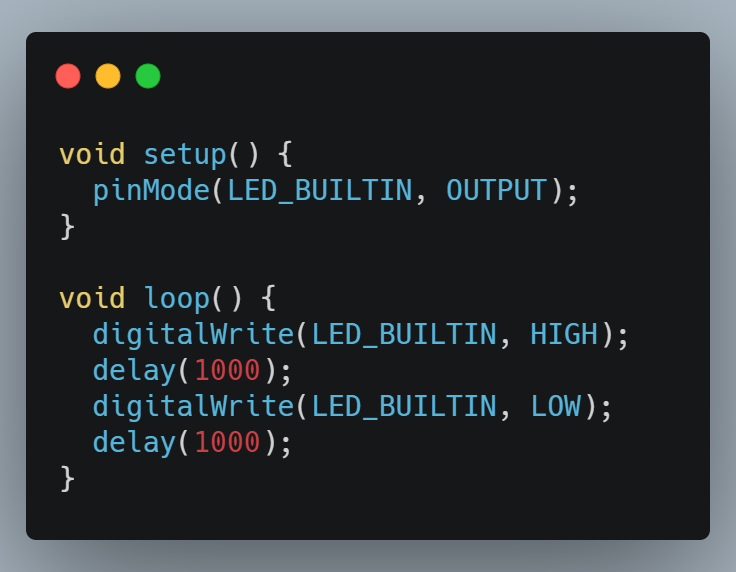 void setup() {
  pinMode(LED_BUILTIN, OUTPUT);
}

void loop() {
  digitalWrite(LED_BUILTIN, HIGH);
  delay(1000);
  digitalWrite(LED_BUILTIN, LOW);
  delay(1000);
}